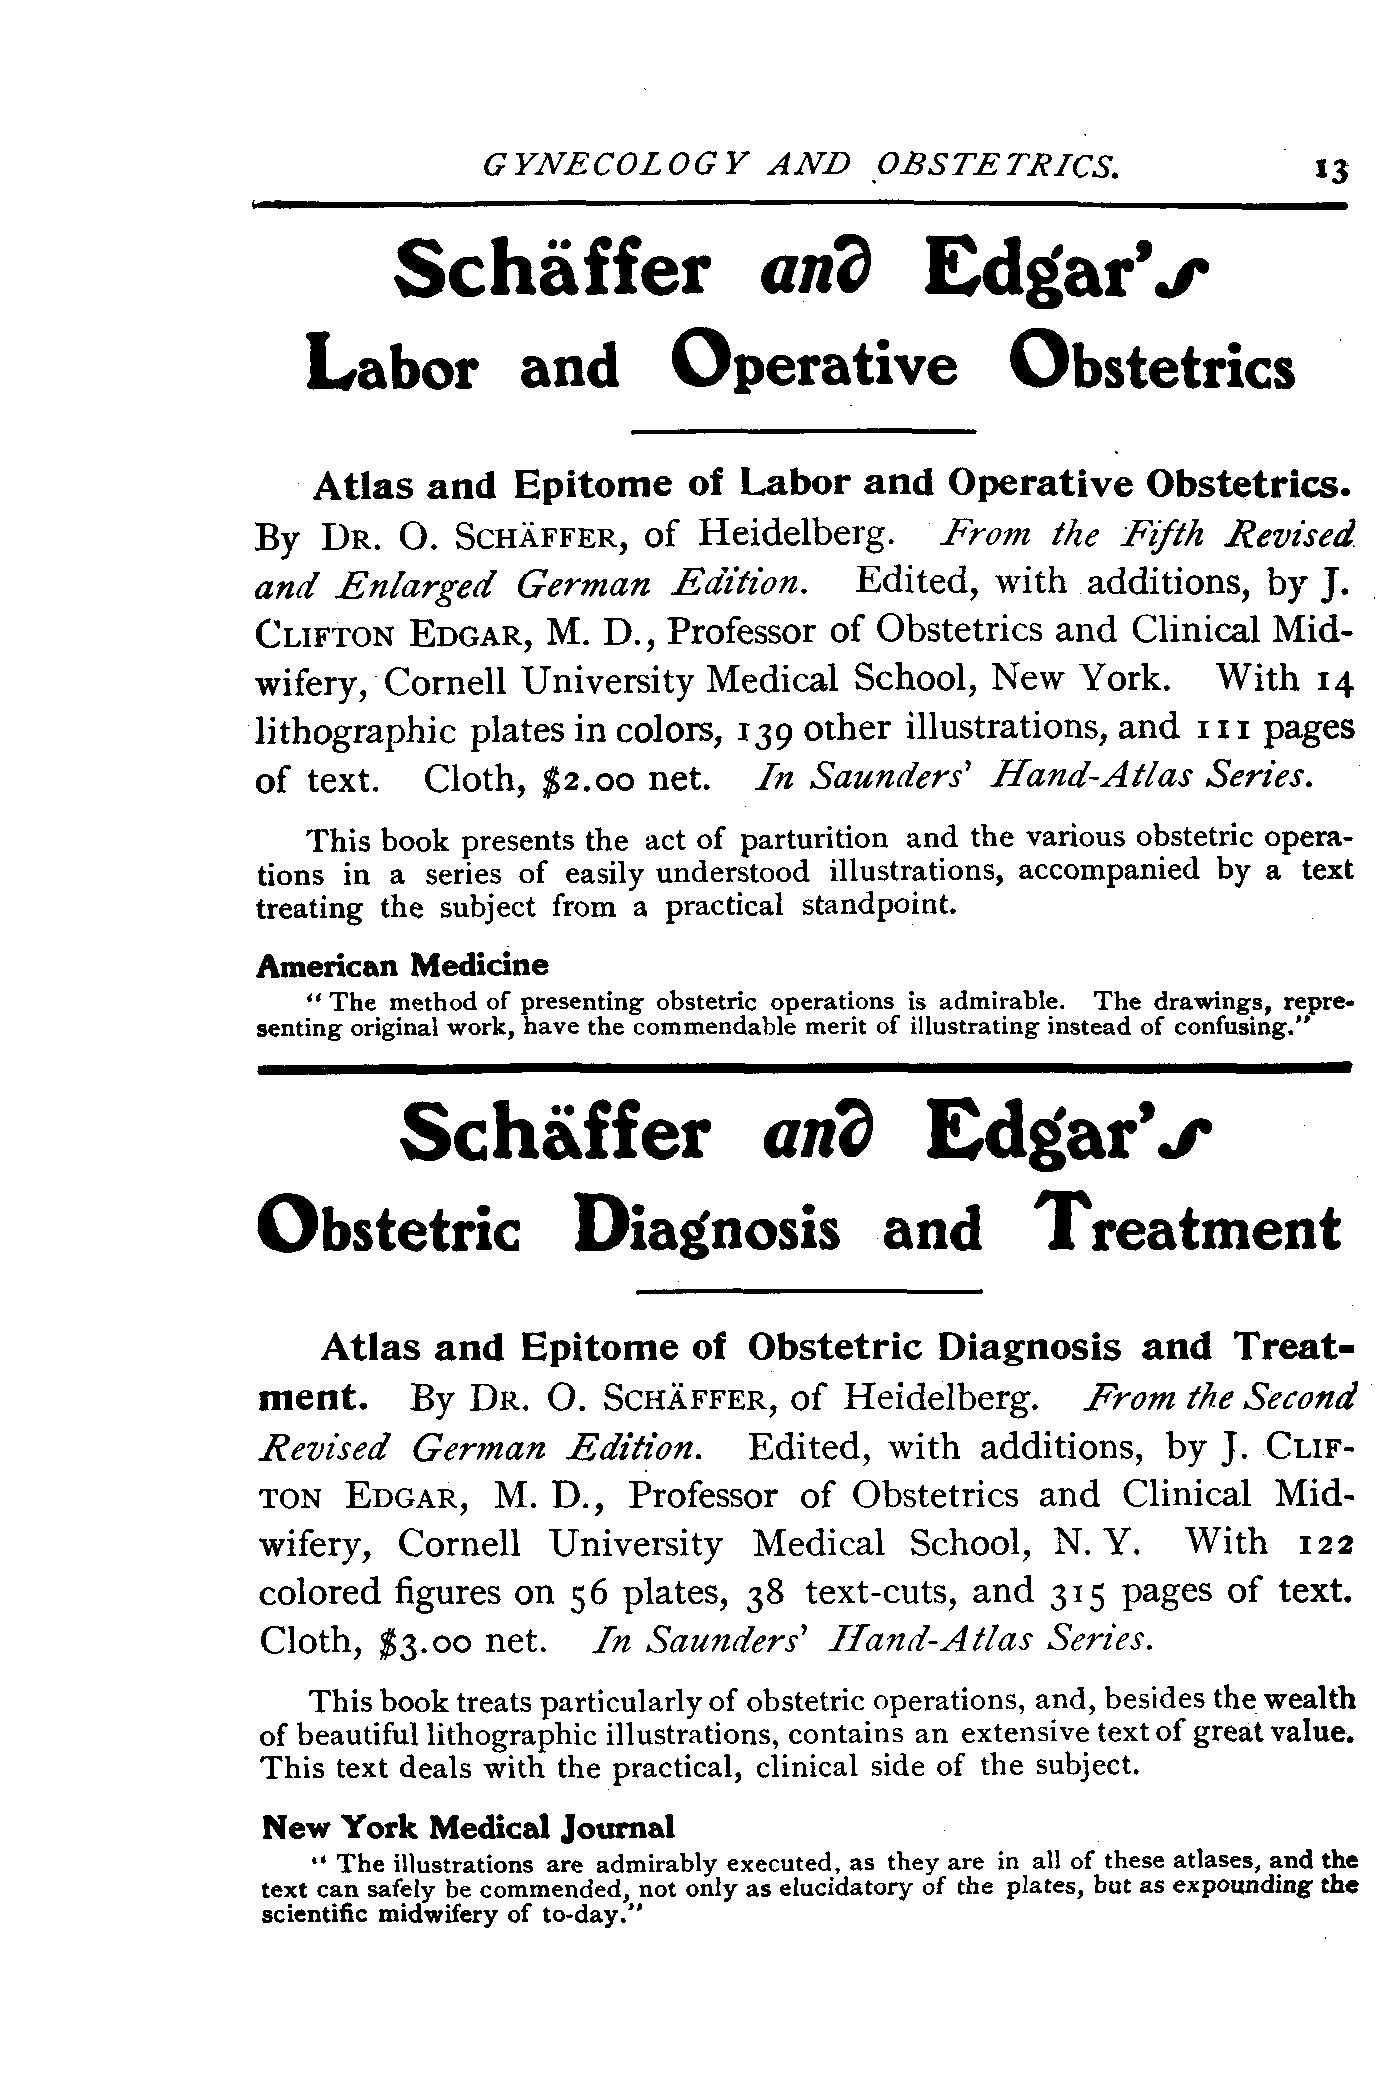 GYNECOLOGY AND OBSTETRICS. 13
Schäffer and Edgar's
Labor and Operative Obstetrics
Atlas and Epitome of Labor and Operative Obstetrics.
By DR. O. SCHÄFFER, of Heidelberg. From the Fifth Revised
and Enlarged German Edition. Edited, with additions, by J.
CLIFTON EDGAR, M. D., Professor of Obstetrics and Clinical Mid-
wifery, Cornell University Medical School, New York. With 14
lithographic plates in colors, 139 other illustrations, and 111 pages
of text. Cloth, $2.00 net. In Saunders' Hand-Atlas Series.
This book presents the act of parturition and the various obstetric opera-
tions in a series of easily understood illustrations, accompanied by a text
treating the subject from a practical standpoint.
American Medicine
"The method of presenting obstetric operations is admirable. The drawings, repre-
senting original work, have the commendable merit of illustrating instead of confusing."
Schäffer and Edgar's
Obstetric Diagnosis and Treatment
Atlas and Epitome of Obstetric Diagnosis and Treat-
ment. By DR. O. SCHÄFFER, of Heidelberg. From the Second
Revised German Edition. Edited, with additions, by J. CLIF-
TON EDGAR, M. D., Professor of Obstetrics and Clinical Mid-
wifery, Cornell University Medical School, N. Y. With 122
colored figures on 56 plates, 38 text-cuts, and 315 pages of text.
Cloth, $3.00 net. In Saunders' Hand-Atlas Series.
This book treats particularly of obstetric operations, and, besides the wealth
of beautiful lithographic illustrations, contains an extensive text of great value.
This text deals with the practical, clinical side of the subject.
New York Medical Journal
"The illustrations are admirably executed, as they are in all of these atlases, and the
text can safely be commended, not only as elucidatory of the plates, but as expounding the
scientific midwifery of to-day."